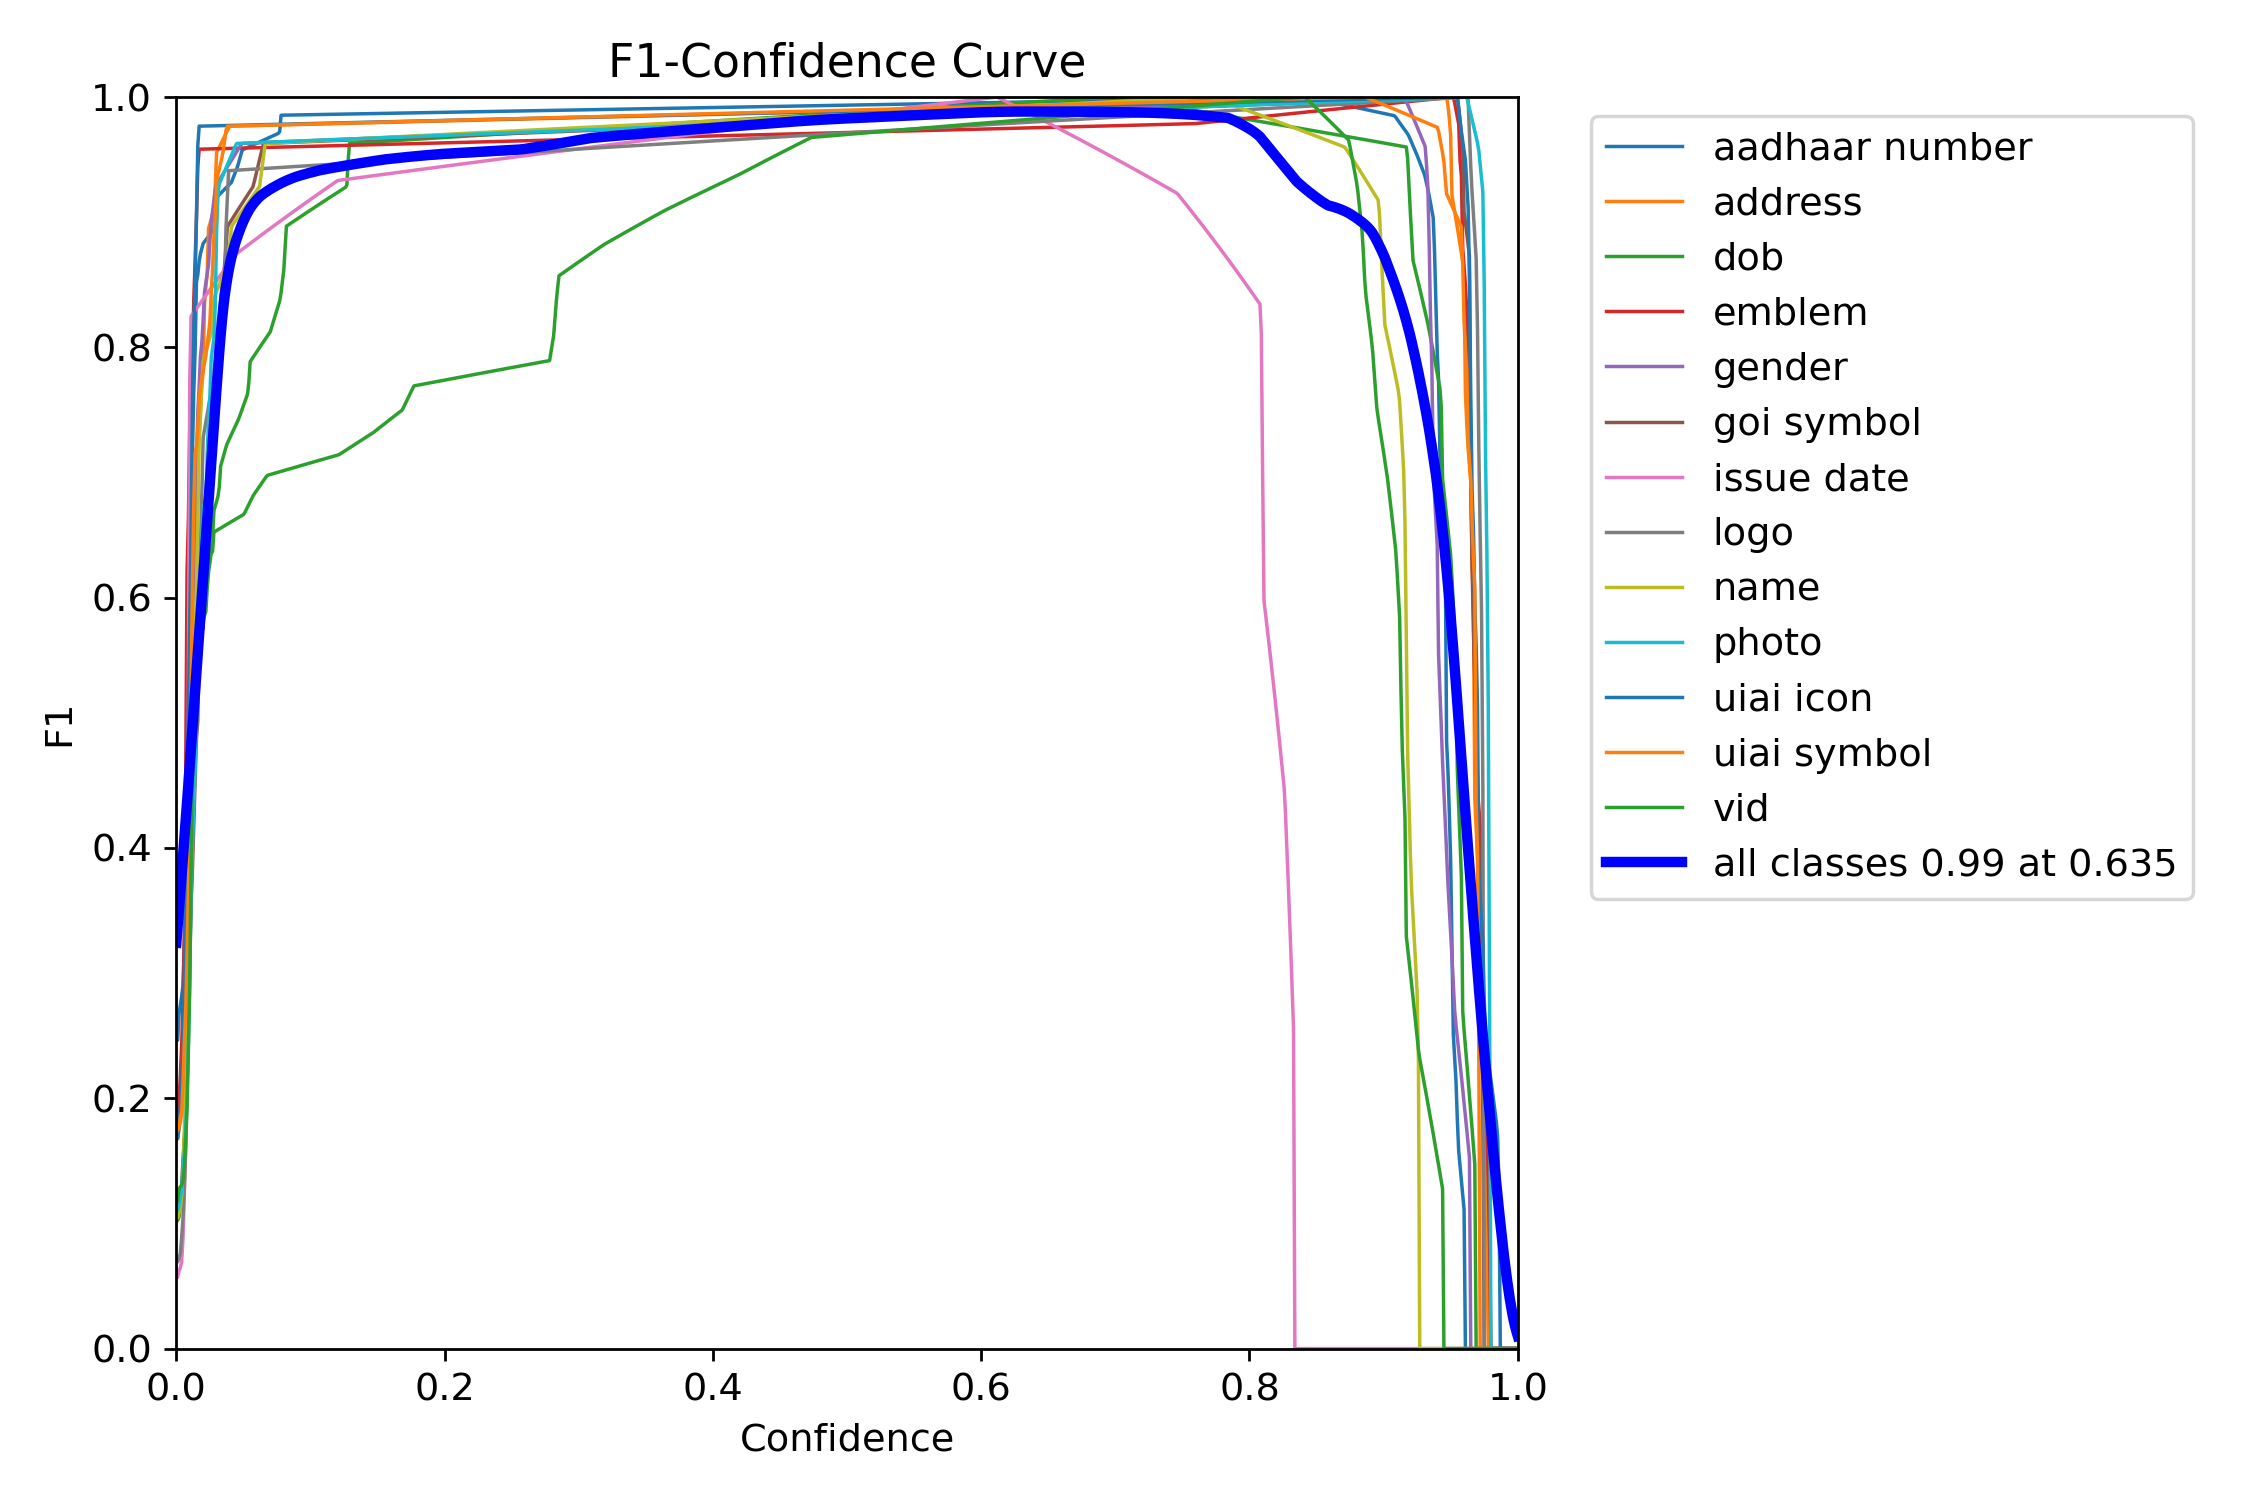 F1-Confidence Curve
1.0
0.8
0.6
0.4
0.2
0.0
F1
0.0 0.2 0.4 0.6 0.8 1.0
Confidence
aadhaar number
address
dob
emblem
gender
goi symbol
issue date
logo
name
photo
uiai icon
uiai symbol
vid
all classes 0.99 at 0.635